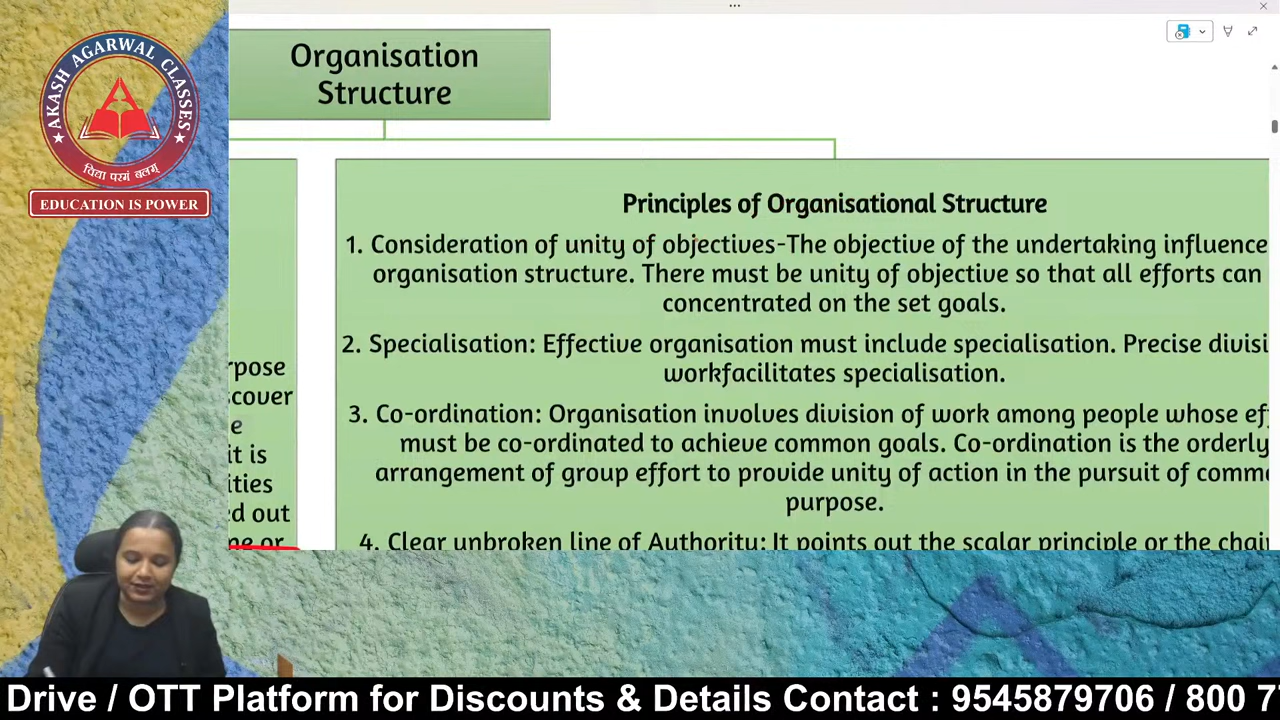 AKASH AGARWAL CLASSES
विद्या परमं बलम्
EDUCATION IS POWER
Organisation
Structure
Principles of Organisational Structure
1. Consideration of unity of objectives-The objective of the undertaking influence
organisation structure. There must be unity of objective so that all efforts can
concentrated on the set goals.
2. Specialisation: Effective organisation must include specialisation. Precise divisi
workfacilitates specialisation.
3. Co-ordination: Organisation involves division of work among people whose ef
must be co-ordinated to achieve common goals. Co-ordination is the orderly
arrangement of group effort to provide unity of action in the pursuit of comm
purpose.
4. Clear unbroken line of Authority: It points out the scalar principle or the chai
rpose
scover
e
it is
ities
d out
me or
Drive / OTT Platform for Discounts & Details Contact : 9545879706 / 800 7